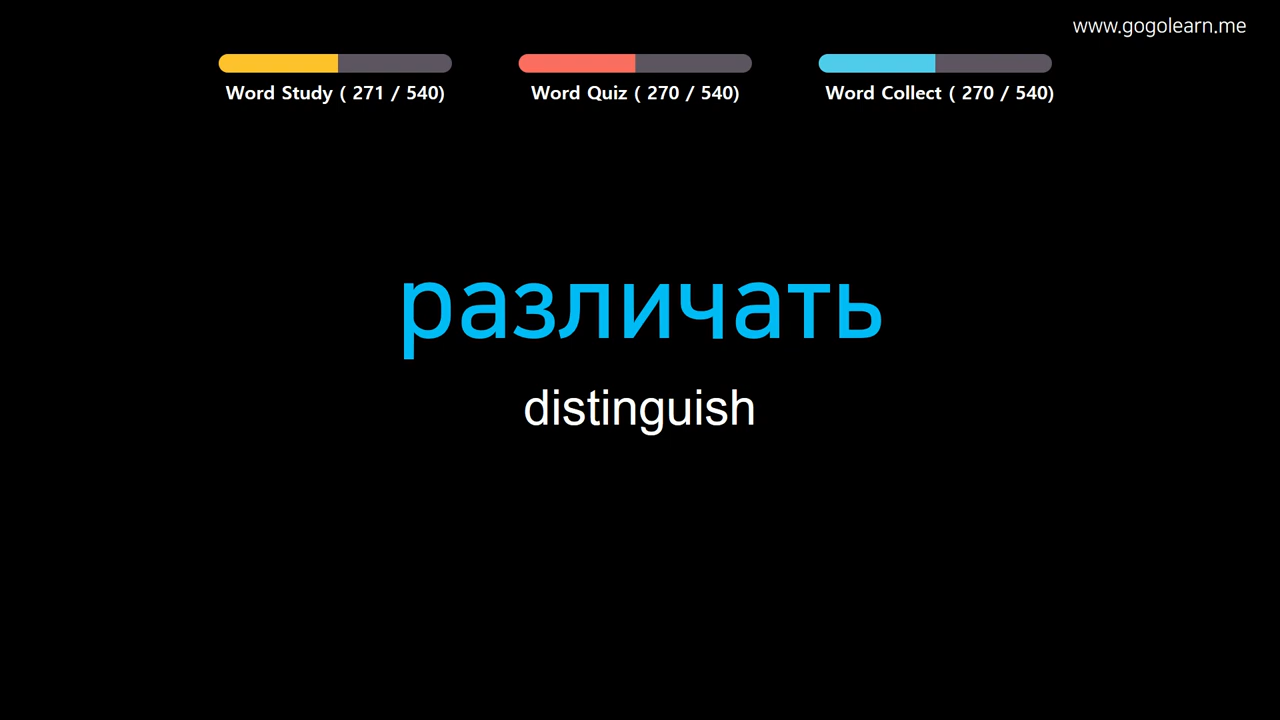 www.gogolearn.me
Word Study ( 271 / 540)
Word Quiz ( 270 / 540)
Word Collect ( 270 / 540)
различать
distinguish